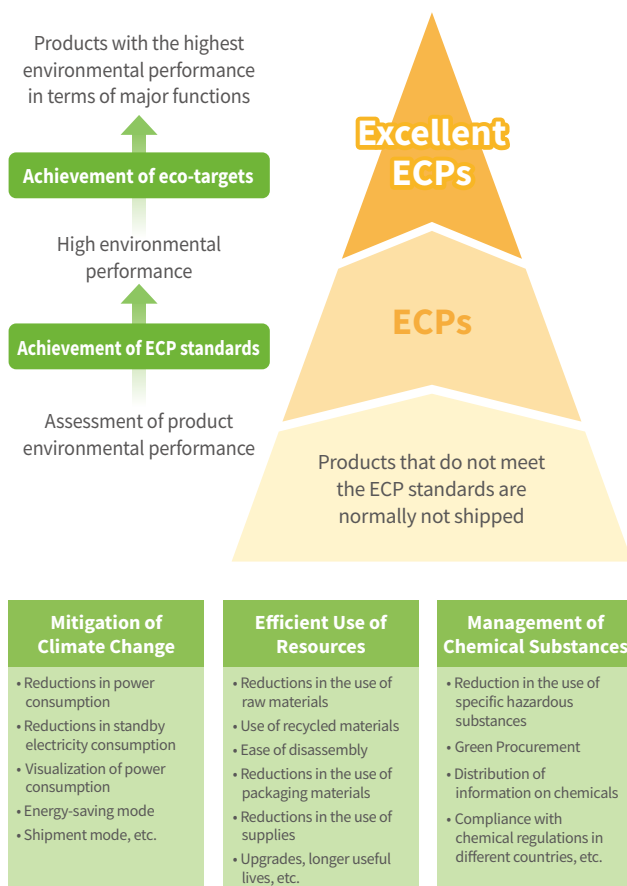 Products with the highest
environmental performance
in terms of major functions
Achievement of eco-targets
High environmental
performance
Achievement of ECP standards
Assessment of product
environmental performance
Excellent
ECPs
ECPs
Products that do not meet
the ECP standards are
normally not shipped
Mitigation of
Climate Change
• Reductions in power
consumption
• Reductions in standby
electricity consumption
• Visualization of power
consumption
• Energy-saving mode
• Shipment mode, etc.
Efficient Use of
Resources
• Reductions in the use of
raw materials
• Use of recycled materials
• Ease of disassembly
• Reductions in the use of
packaging materials
• Reductions in the use of
supplies
• Upgrades, longer useful
lives, etc.
Management of
Chemical Substances
• Reduction in the use of
specific hazardous
substances
• Green Procurement
• Distribution of
information on chemicals
• Compliance with
chemical regulations in
different countries, etc.